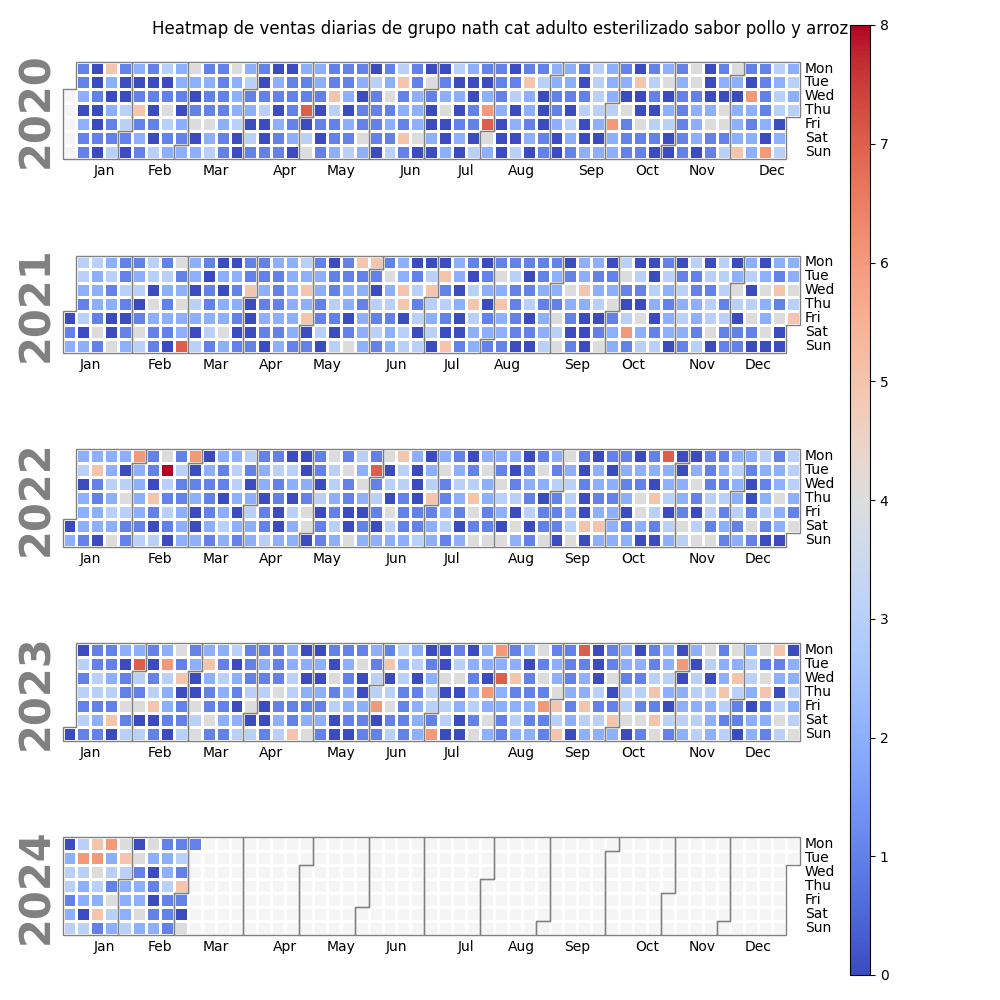 Heatmap de ventas diarias de grupo nath cat adulto esterilizado sabor pollo y arroz
2020
Mon
Tue
Wed
Thu
Fri
Sat
Sun
Jan Feb Mar Apr May Jun Jul Aug Sep Oct Nov Dec
2021
Mon
Tue
Wed
Thu
Fri
Sat
Sun
Jan Feb Mar Apr May Jun Jul Aug Sep Oct Nov Dec
2022
Mon
Tue
Wed
Thu
Fri
Sat
Sun
Jan Feb Mar Apr May Jun Jul Aug Sep Oct Nov Dec
2023
Mon
Tue
Wed
Thu
Fri
Sat
Sun
Jan Feb Mar Apr May Jun Jul Aug Sep Oct Nov Dec
2024
Mon
Tue
Wed
Thu
Fri
Sat
Sun
Jan Feb Mar Apr May Jun Jul Aug Sep Oct Nov Dec
8
7
6
5
4
3
2
1
0